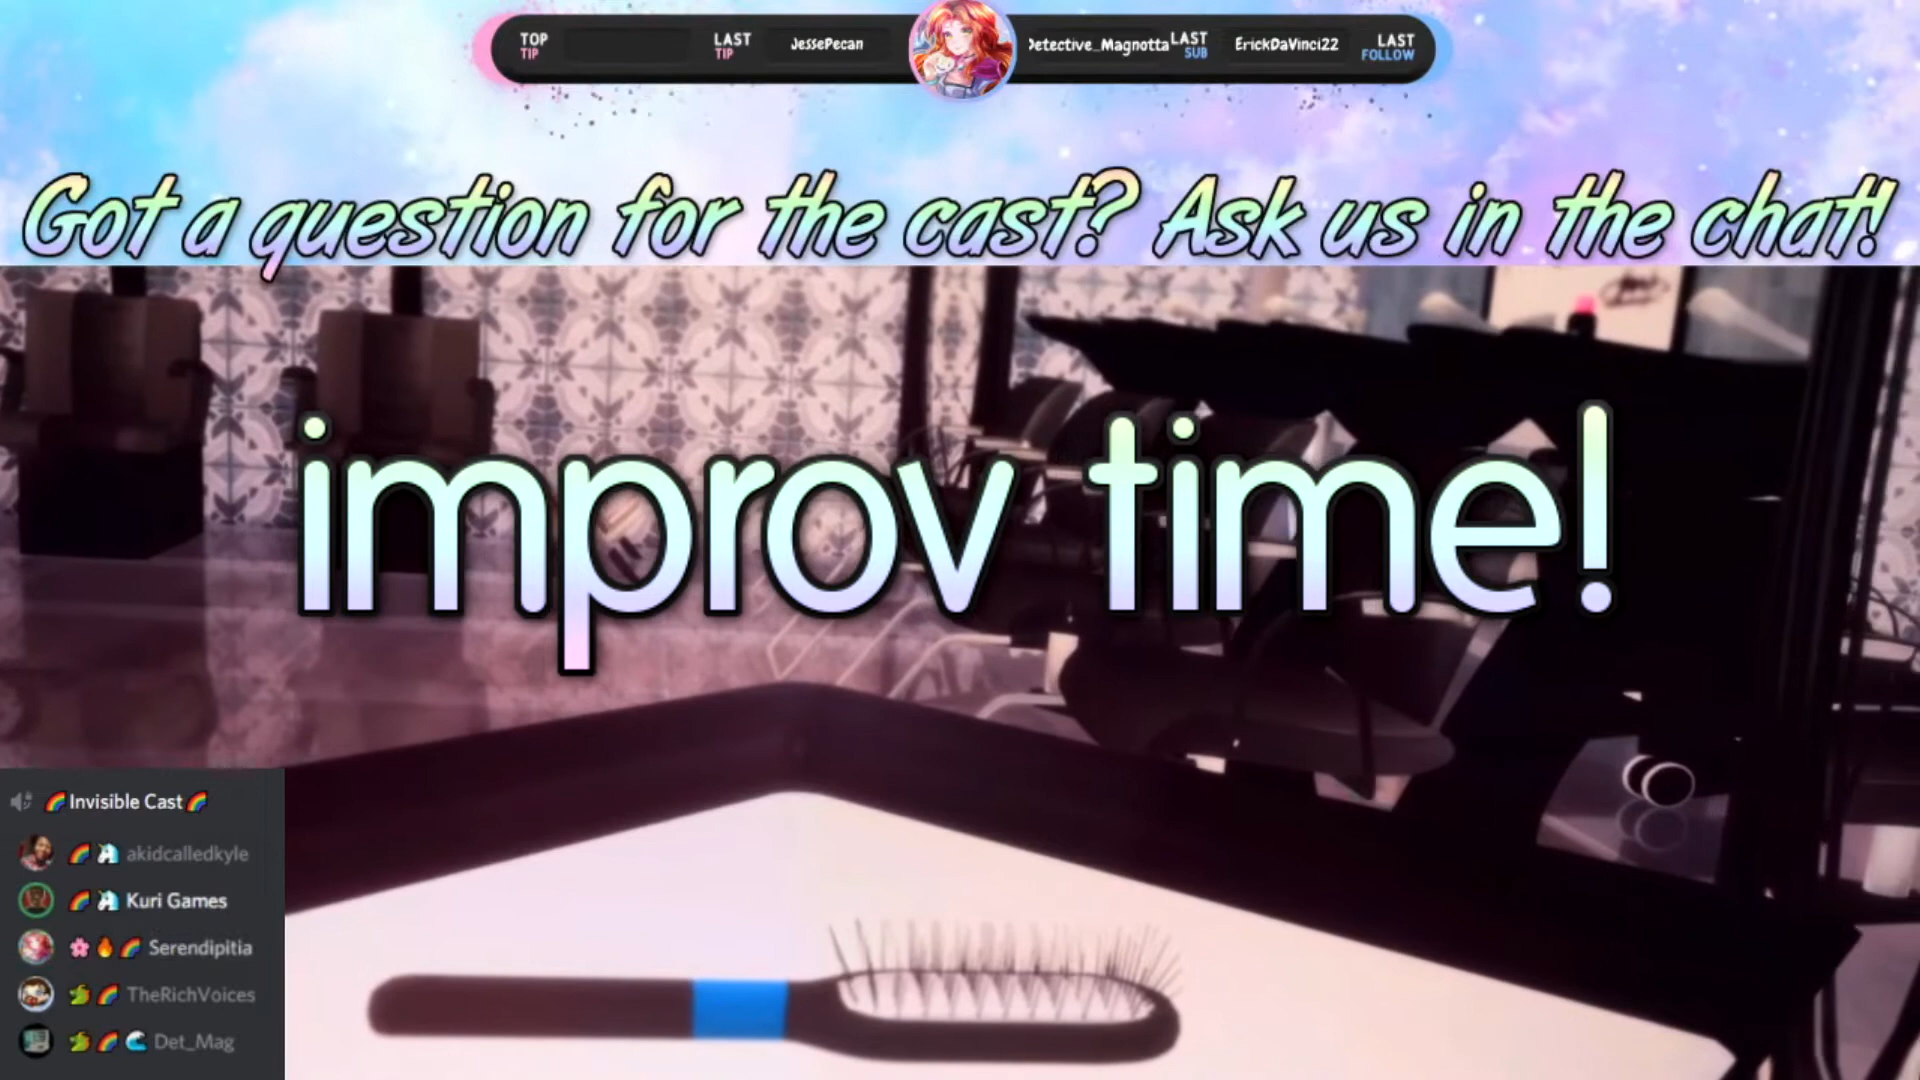 TOP
TIP
LAST
TIP
JessePecan
Detective_Magnotta
LAST
SUB
ErickDaVinci22
LAST
FOLLOW
Got a question for the cast? Ask us in the chat!
improv time!
🌈Invisible Cast🌈
🌈🦄 akidcalledkyle
🌈🦄 Kuri Games
🌸🔥🌈 Serendipitia
🐲🌈 TheRichVoices
🐲🌈🌊 Det_Mag